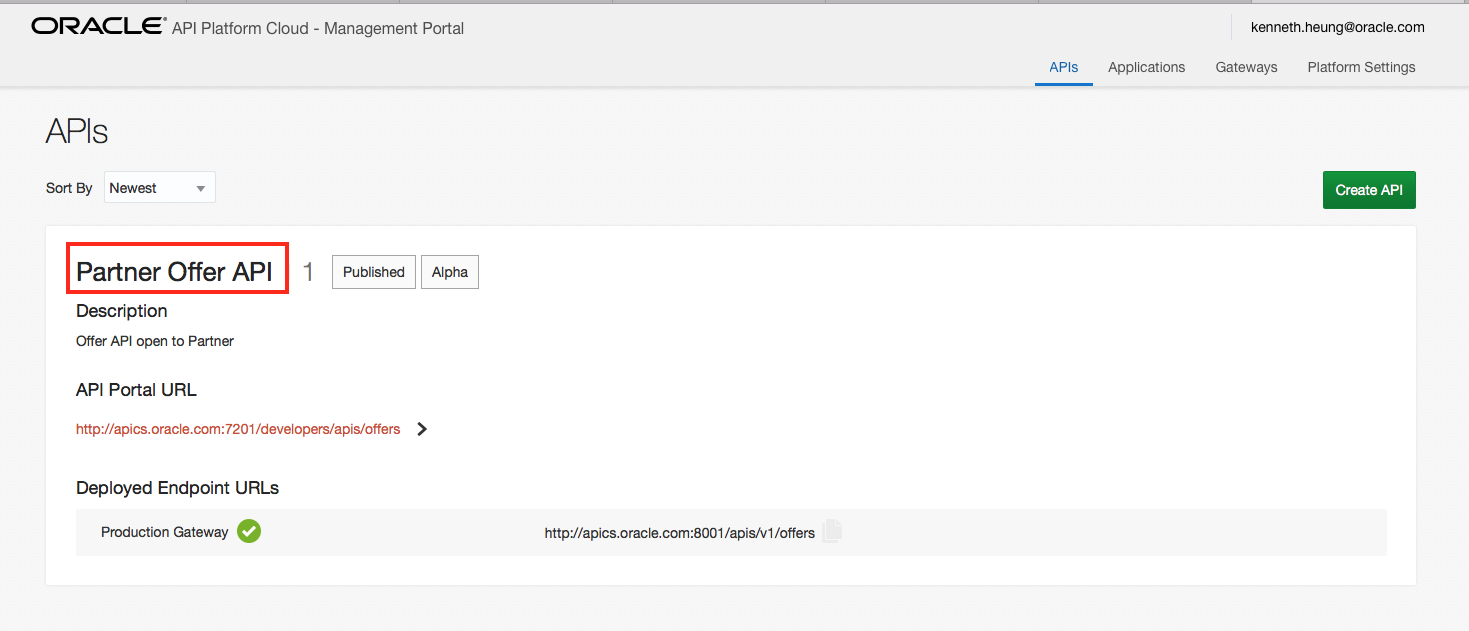 ORACLE® API Platform Cloud - Management Portal
kenneth.heung@oracle.com
APIs Applications Gateways Platform Settings
APIs
Sort By Newest
Create API
Partner Offer API 1 Published Alpha
Description
Offer API open to Partner
API Portal URL
http://apics.oracle.com:7201/developers/apis/offers
Deployed Endpoint URLs
Production Gateway http://apics.oracle.com:8001/apis/v1/offers